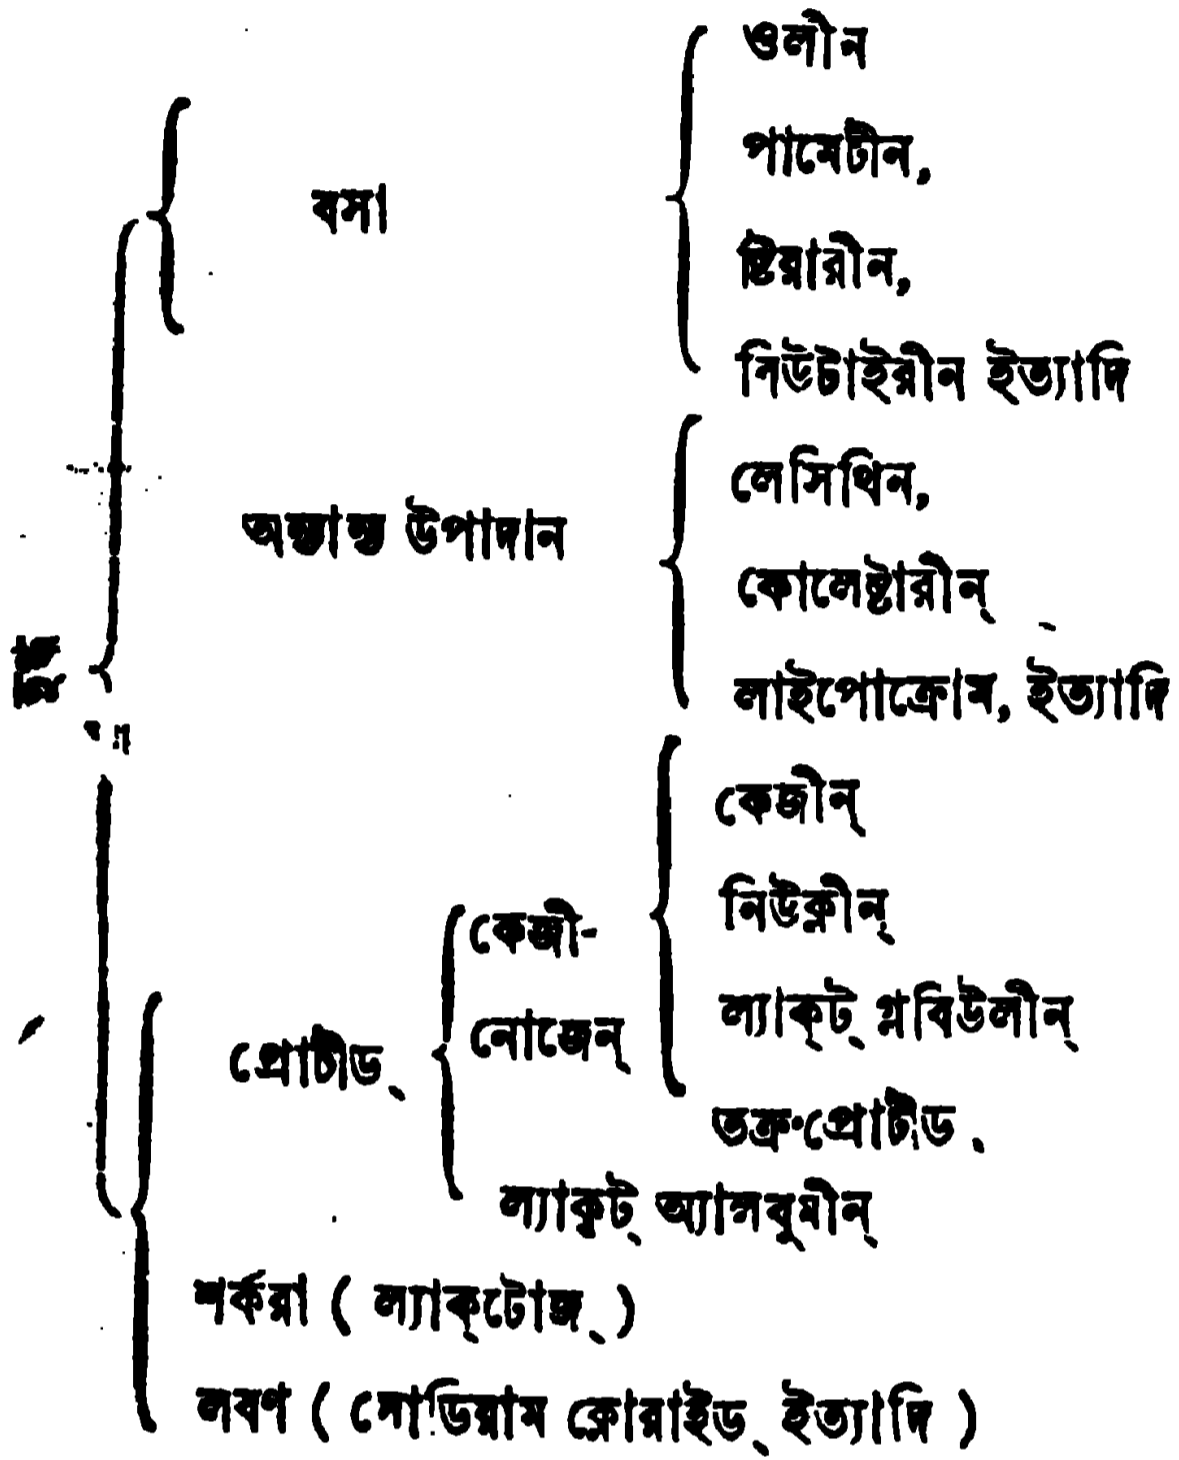 ওলীন
পামেটীন,
বসা
ষ্টিয়ারীন,
বিউটাইরীন ইত্যাদি
লেসিথিন,
অন্যান্য উপাদান
কোলেষ্টারীন্
লাইপোক্রোম, ইত্যাদি
কেজীন্
নিউক্লীন্
কেজী-
নোজেন্
ল্যাক্‌ট্ গ্লবিউলীন্
প্রোটীড্
তক্র-প্রোটীড্
ল্যাক্‌ট্ অ্যালবুমীন্
শর্করা ( ল্যাক্‌টোজ্ )
লবণ ( সোডিয়াম ক্লোরাইড্ ইত্যাদি )